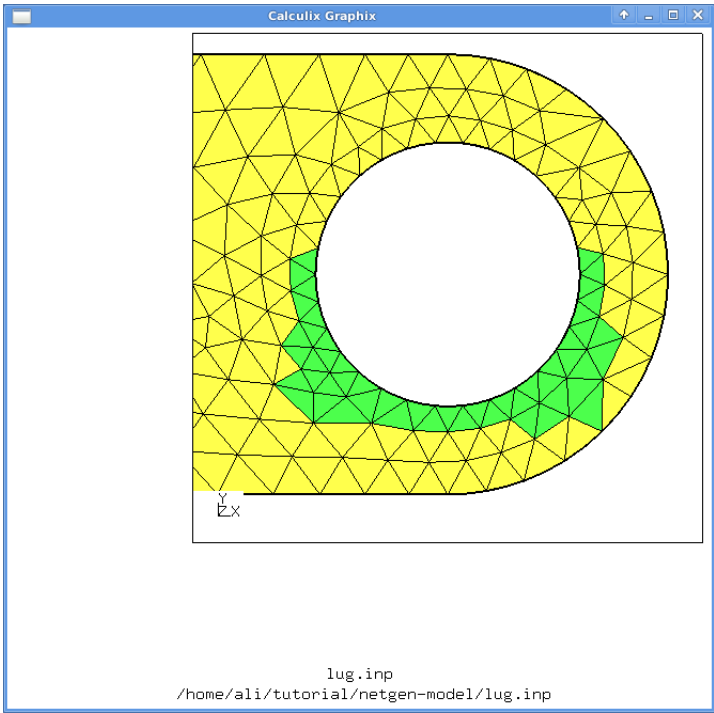 Calculix Graphix
Y
Z X
lug.inp
/home/ali/tutorial/netgen-model/lug.inp